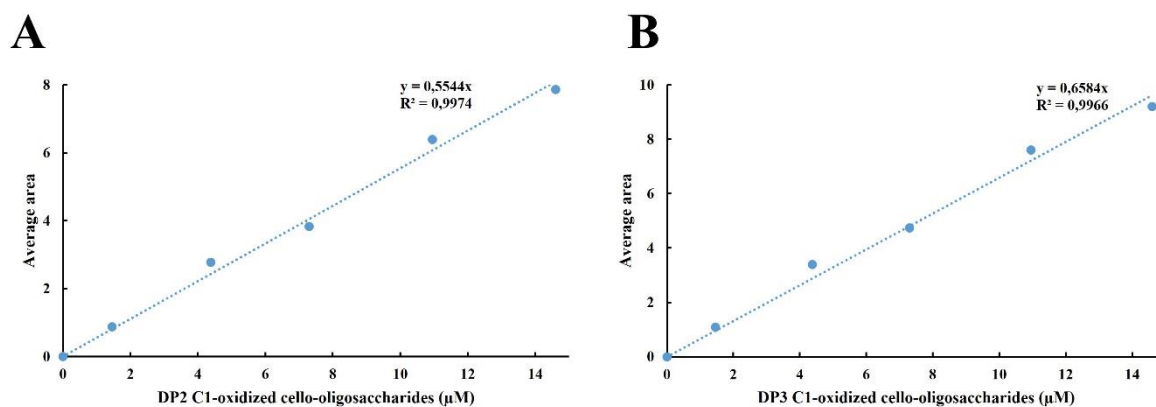 A
y = 0,5544x
R² = 0,9974
8
6
4
2
0
Average area
0 2 4 6 8 10 12 14
DP2 C1-oxidized cello-oligosaccharides (µM)
B
y = 0,6584x
R² = 0,9966
10
8
6
4
2
0
Average area
0 2 4 6 8 10 12 14
DP3 C1-oxidized cello-oligosaccharides (µM)